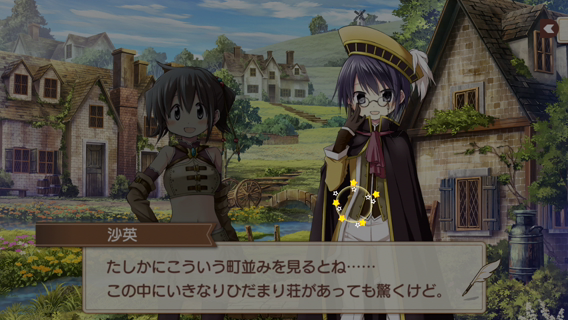 沙英
たしかにこういう町並みを見るとね……
この中にいきなりひだまり荘があっても驚くけど。